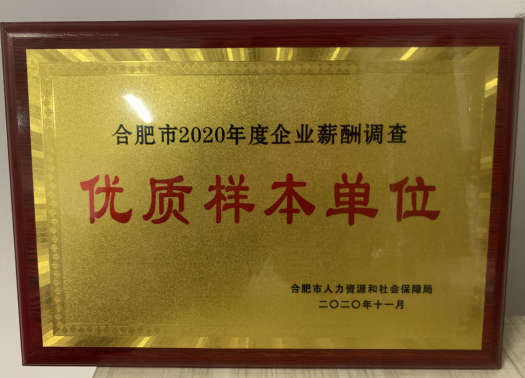 合肥市2020年度企业薪酬调查
优质样本单位
合肥市人力资源和社会保障局
二〇二〇年十一月